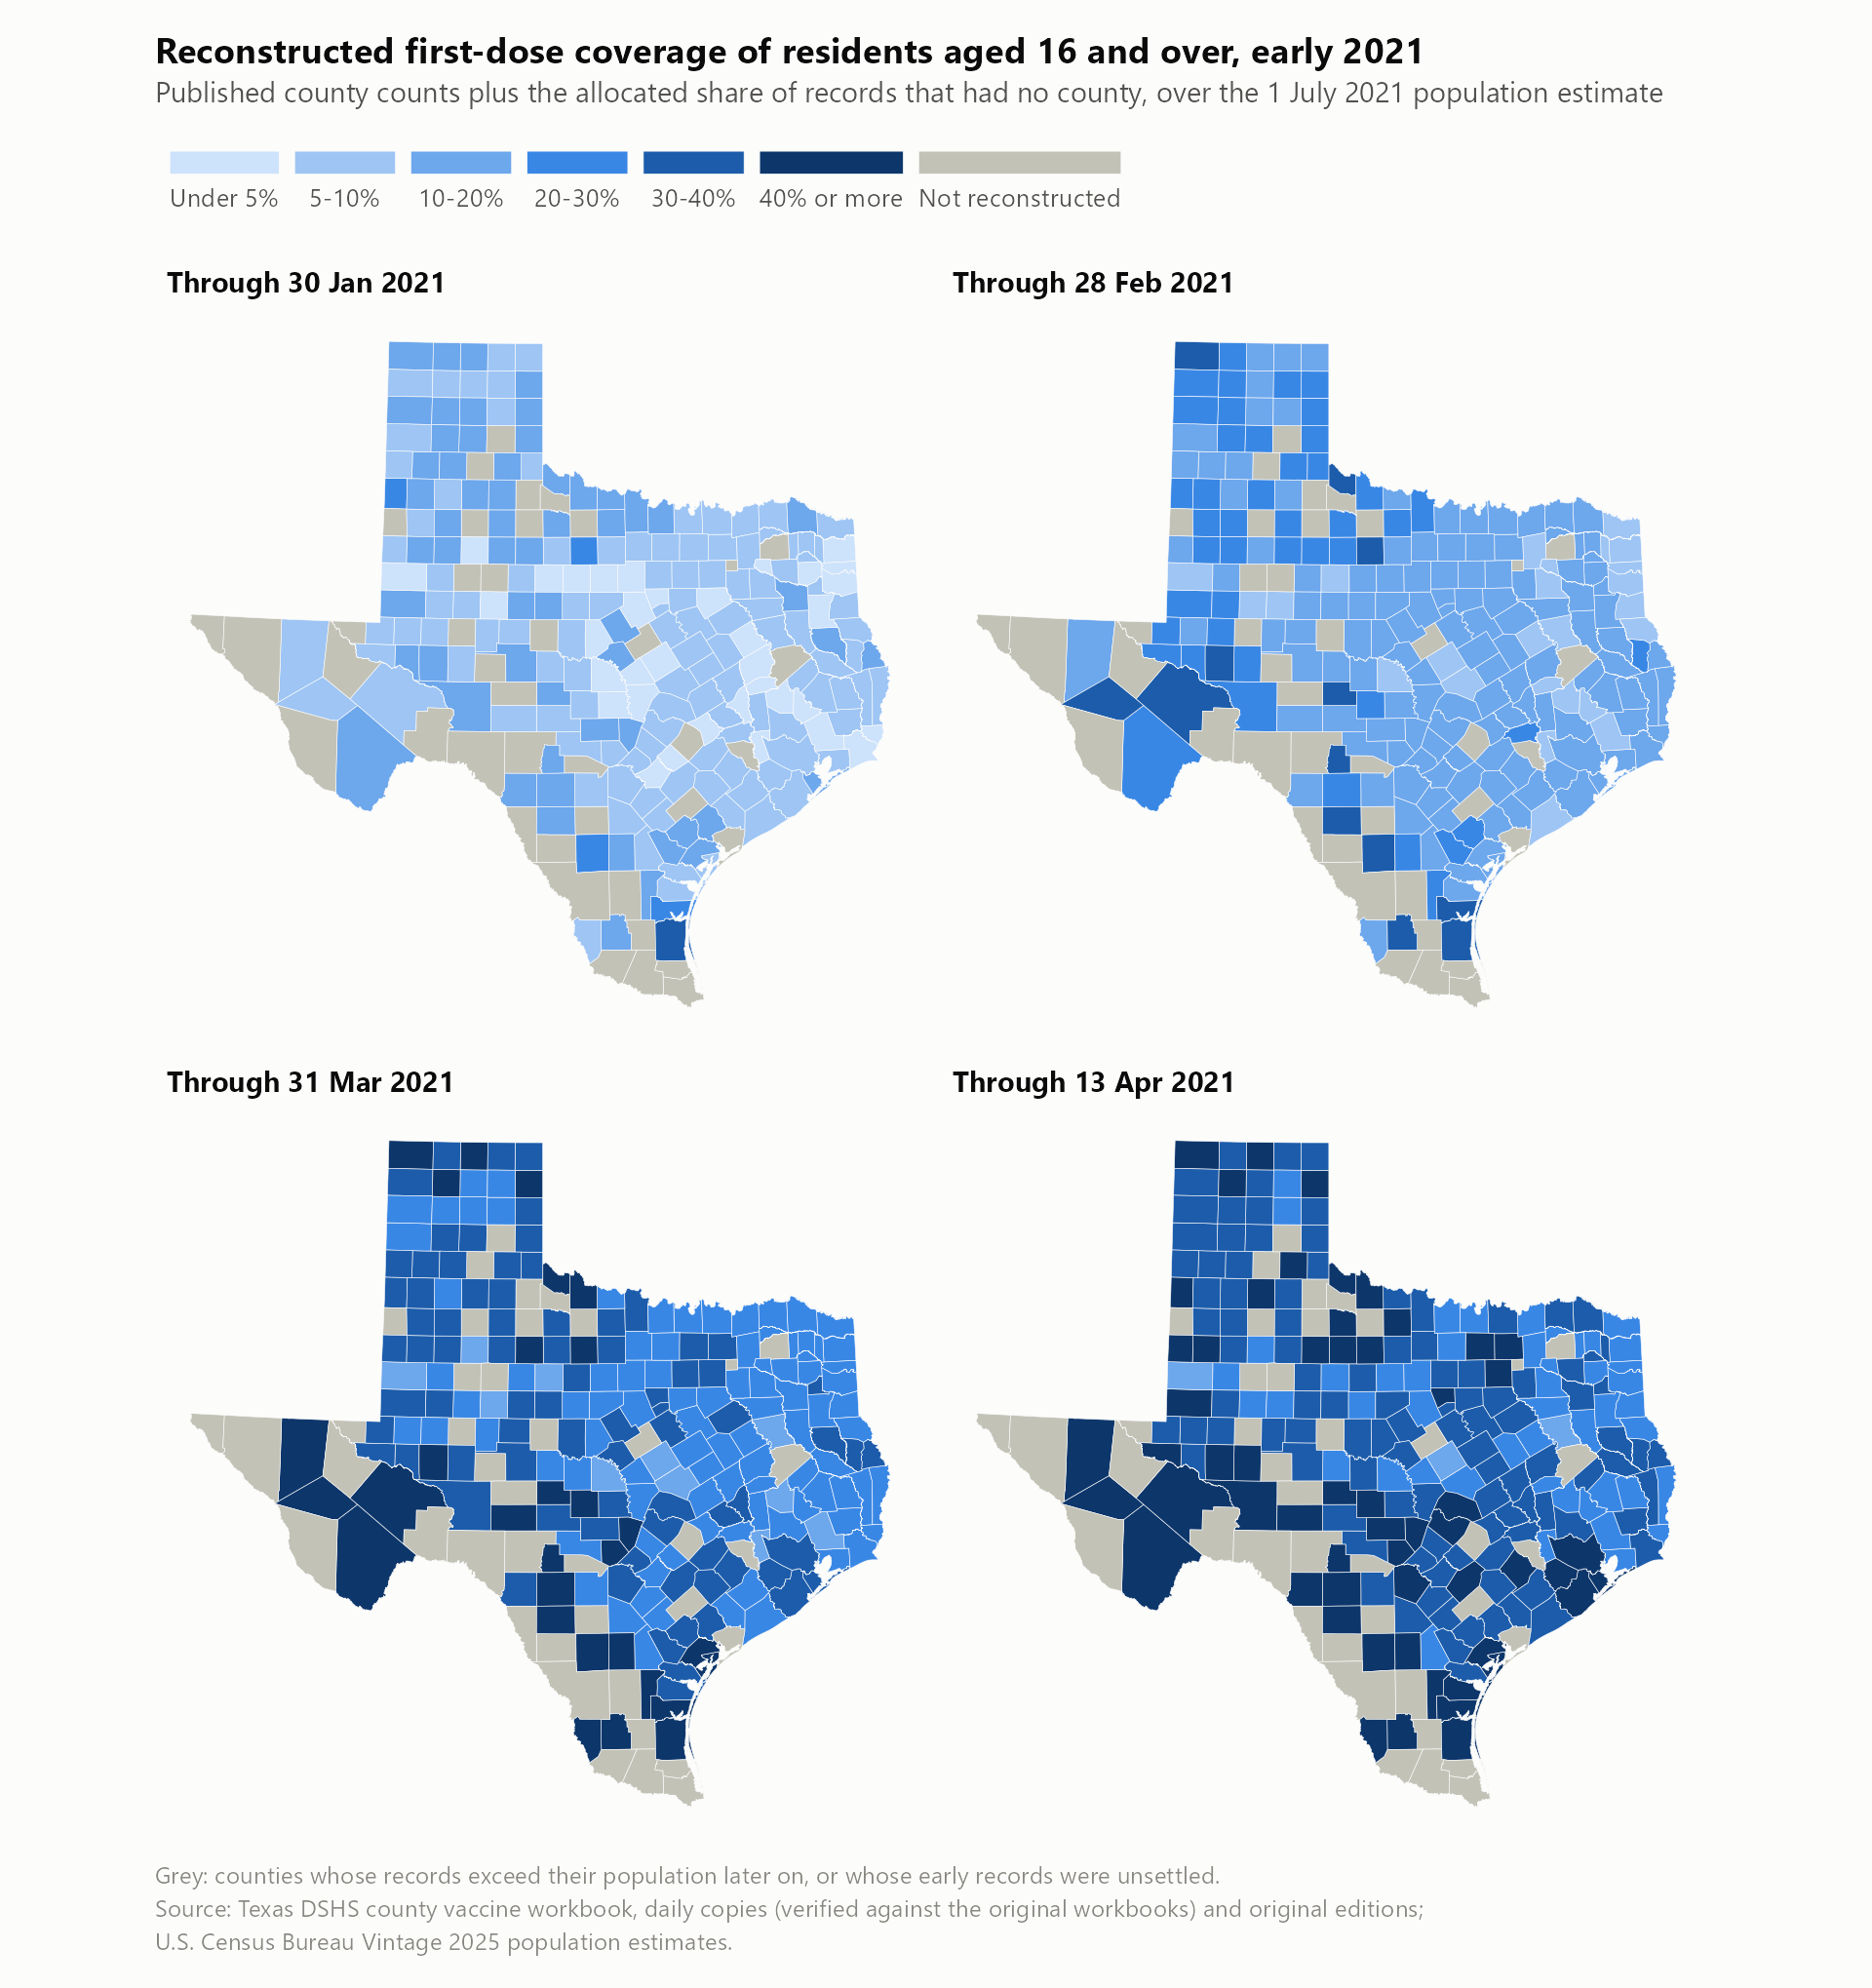 Reconstructed first-dose coverage of residents aged 16 and over, early 2021
Published county counts plus the allocated share of records that had no county, over the 1 July 2021 population estimate
Under 5%
5-10%
10-20%
20-30%
30-40%
40% or more
Not reconstructed
Through 30 Jan 2021
Through 28 Feb 2021
Through 31 Mar 2021
Through 13 Apr 2021
Grey: counties whose records exceed their population later on, or whose early records were unsettled.
Source: Texas DSHS county vaccine workbook, daily copies (verified against the original workbooks) and original editions;
U.S. Census Bureau Vintage 2025 population estimates.